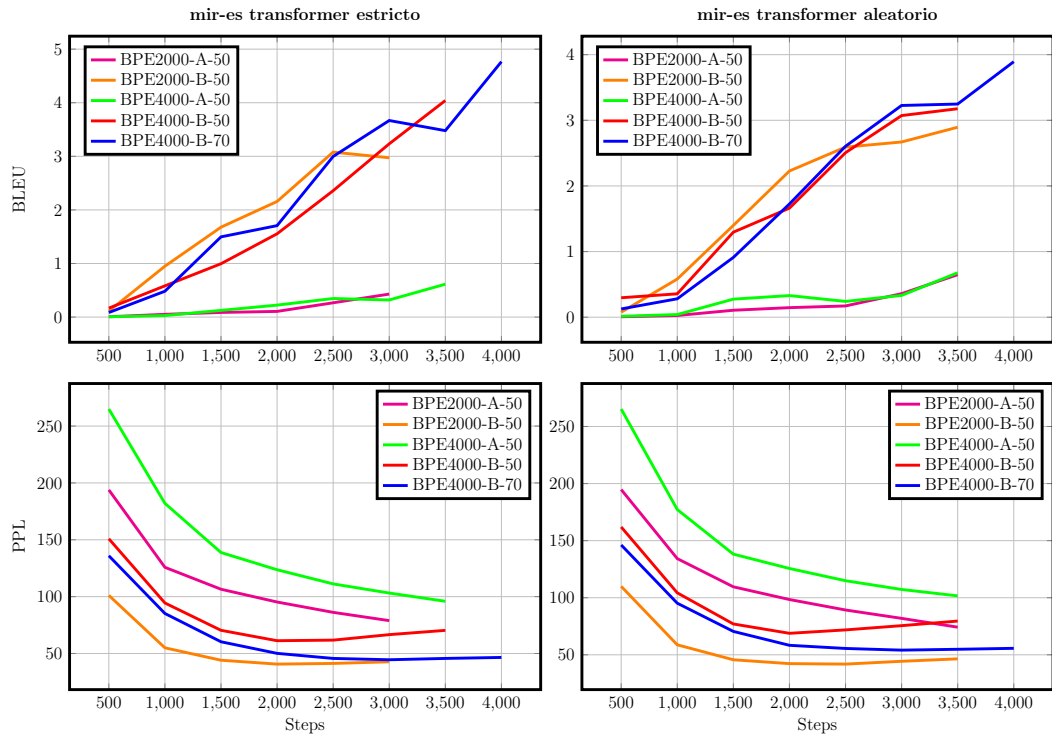 mir-es transformer estricto
BLEU
5
4
3
2
1
0
BPE2000-A-50
BPE2000-B-50
BPE4000-A-50
BPE4000-B-50
BPE4000-B-70
500 1,000 1,500 2,000 2,500 3,000 3,500 4,000
mir-es transformer aleatorio
4
3
2
1
0
BPE2000-A-50
BPE2000-B-50
BPE4000-A-50
BPE4000-B-50
BPE4000-B-70
500 1,000 1,500 2,000 2,500 3,000 3,500 4,000
PPL
250
200
150
100
50
BPE2000-A-50
BPE2000-B-50
BPE4000-A-50
BPE4000-B-50
BPE4000-B-70
500 1,000 1,500 2,000 2,500 3,000 3,500 4,000
Steps
250
200
150
100
50
BPE2000-A-50
BPE2000-B-50
BPE4000-A-50
BPE4000-B-50
BPE4000-B-70
500 1,000 1,500 2,000 2,500 3,000 3,500 4,000
Steps